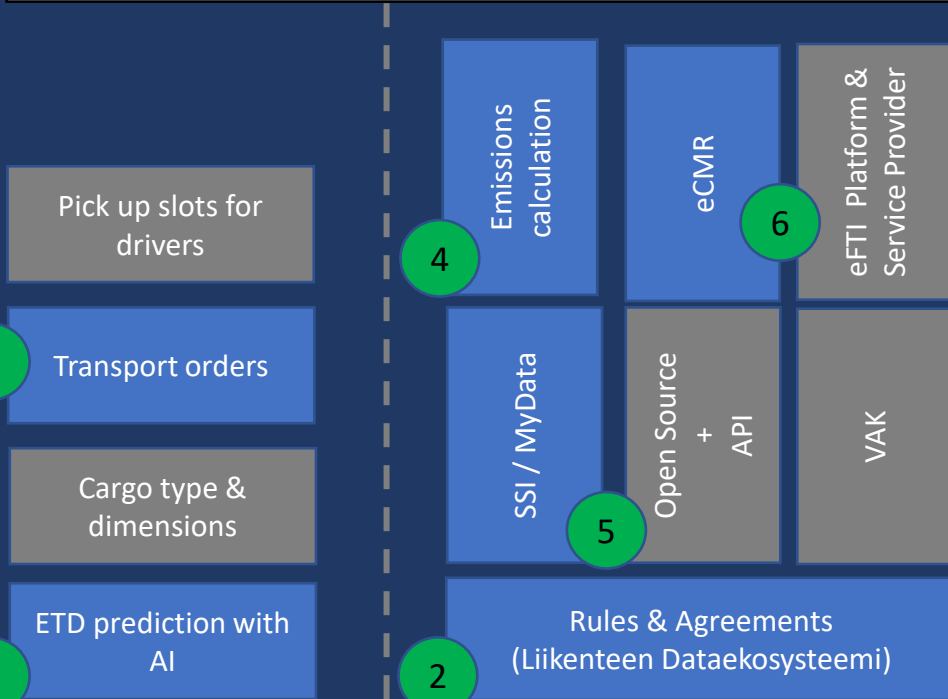 Pick up slots for
drivers
Transport orders
Cargo type &
dimensions
ETD prediction with
AI
Emissions
calculation
4
eCMR
6
eFTI Platform &
Service Provider
SSI / MyData
5
Open Source
+
API
VAK
Rules & Agreements
(Liikenteen Dataekosysteemi)
2